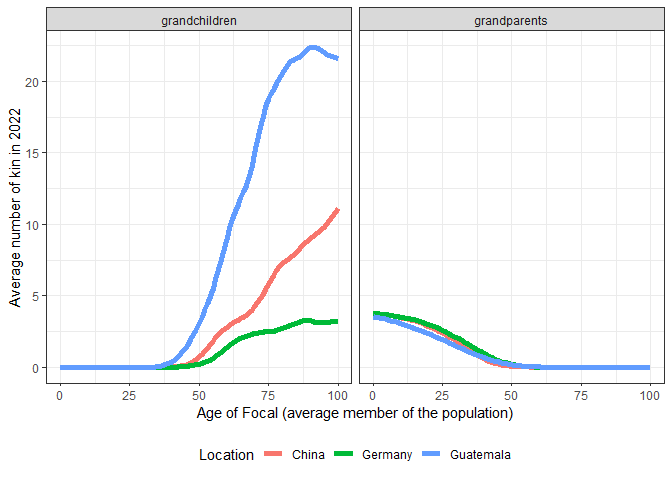 grandchildren grandparents
Average number of kin in 2022
20
15
10
5
0
0 25 50 75 100 0 25 50 75 100
Age of Focal (average member of the population)
Location China Germany Guatemala